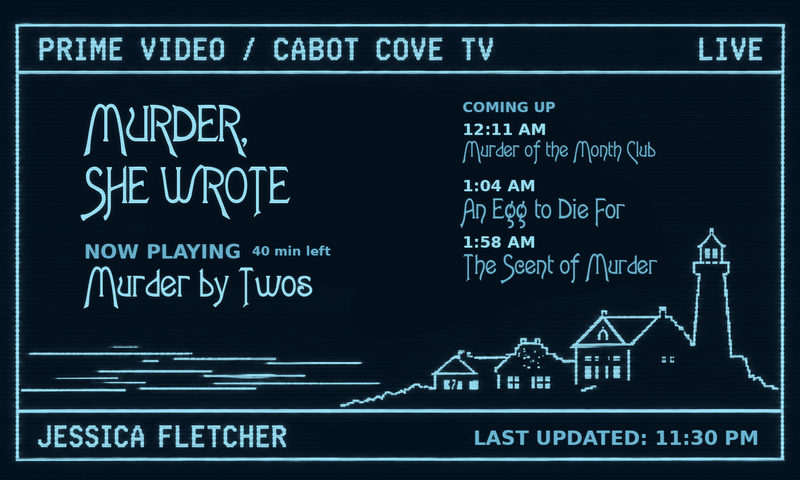 PRIME VIDEO / CABOT COVE TV
LIVE
MURDER,
SHE WROTE
NOW PLAYING 40 min left
Murder by Twos
COMING UP
12:11 AM
Murder of the Month Club
1:04 AM
An Egg to Die For
1:58 AM
The Scent of Murder
JESSICA FLETCHER
LAST UPDATED: 11:30 PM